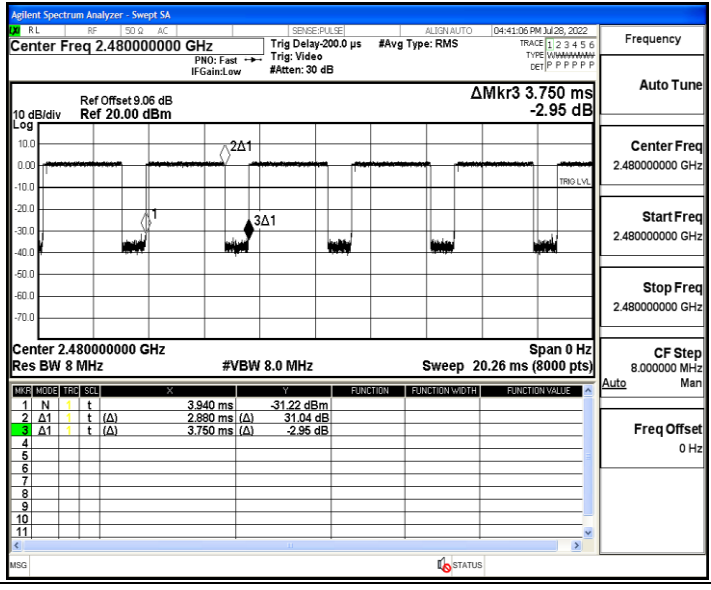 Agilent Spectrum Analyzer - Swept SA
RL RF 50 Ω AC SENSE:PULSE ALIGN AUTO 04:41:06 PM Jul 28, 2022
Center Freq 2.480000000 GHz Trig Delay-200.0 µs #Avg Type: RMS TRACE 1 2 3 4 5 6
PNO: Fast Trig: Video TYPE
IFGain:Low #Atten: 30 dB DET P P P P P P
Frequency
Auto Tune
Center Freq
2.480000000 GHz
Start Freq
2.480000000 GHz
Stop Freq
2.480000000 GHz
CF Step
8.000000 MHz
Auto Man
Freq Offset
0 Hz
ΔMkr3 3.750 ms
-2.95 dB
Ref Offset 9.06 dB
10 dB/div Ref 20.00 dBm
Log
10.0
0.00
-10.0
-20.0
-30.0
-40.0
-50.0
-60.0
-70.0
2Δ1
TRIG LVL
1
3Δ1
Center 2.480000000 GHz Span 0 Hz
Res BW 8 MHz #VBW 8.0 MHz Sweep 20.26 ms (8000 pts)
MKR MODE TRC SCL X Y FUNCTION FUNCTION WIDTH FUNCTION VALUE
1 N 1 t 3.940 ms -31.22 dBm
2 Δ1 1 t (Δ) 2.880 ms (Δ) 31.04 dB
3 Δ1 1 t (Δ) 3.750 ms (Δ) -2.95 dB
4
5
6
7
8
9
10
11
MSG STATUS